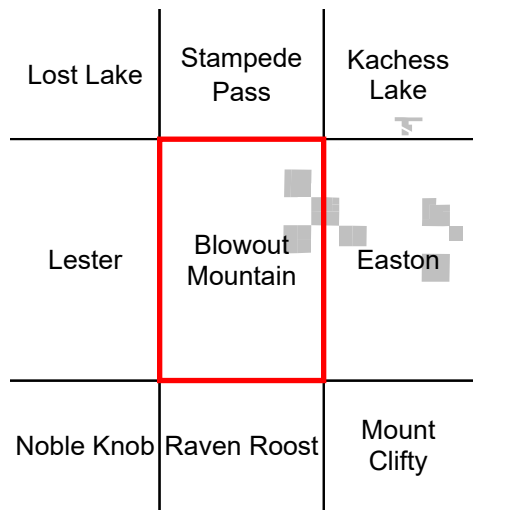 Lost Lake
Stampede
Pass
Kachess
Lake
Lester
Blowout
Mountain
Easton
Noble Knob
Raven Roost
Mount
Clifty